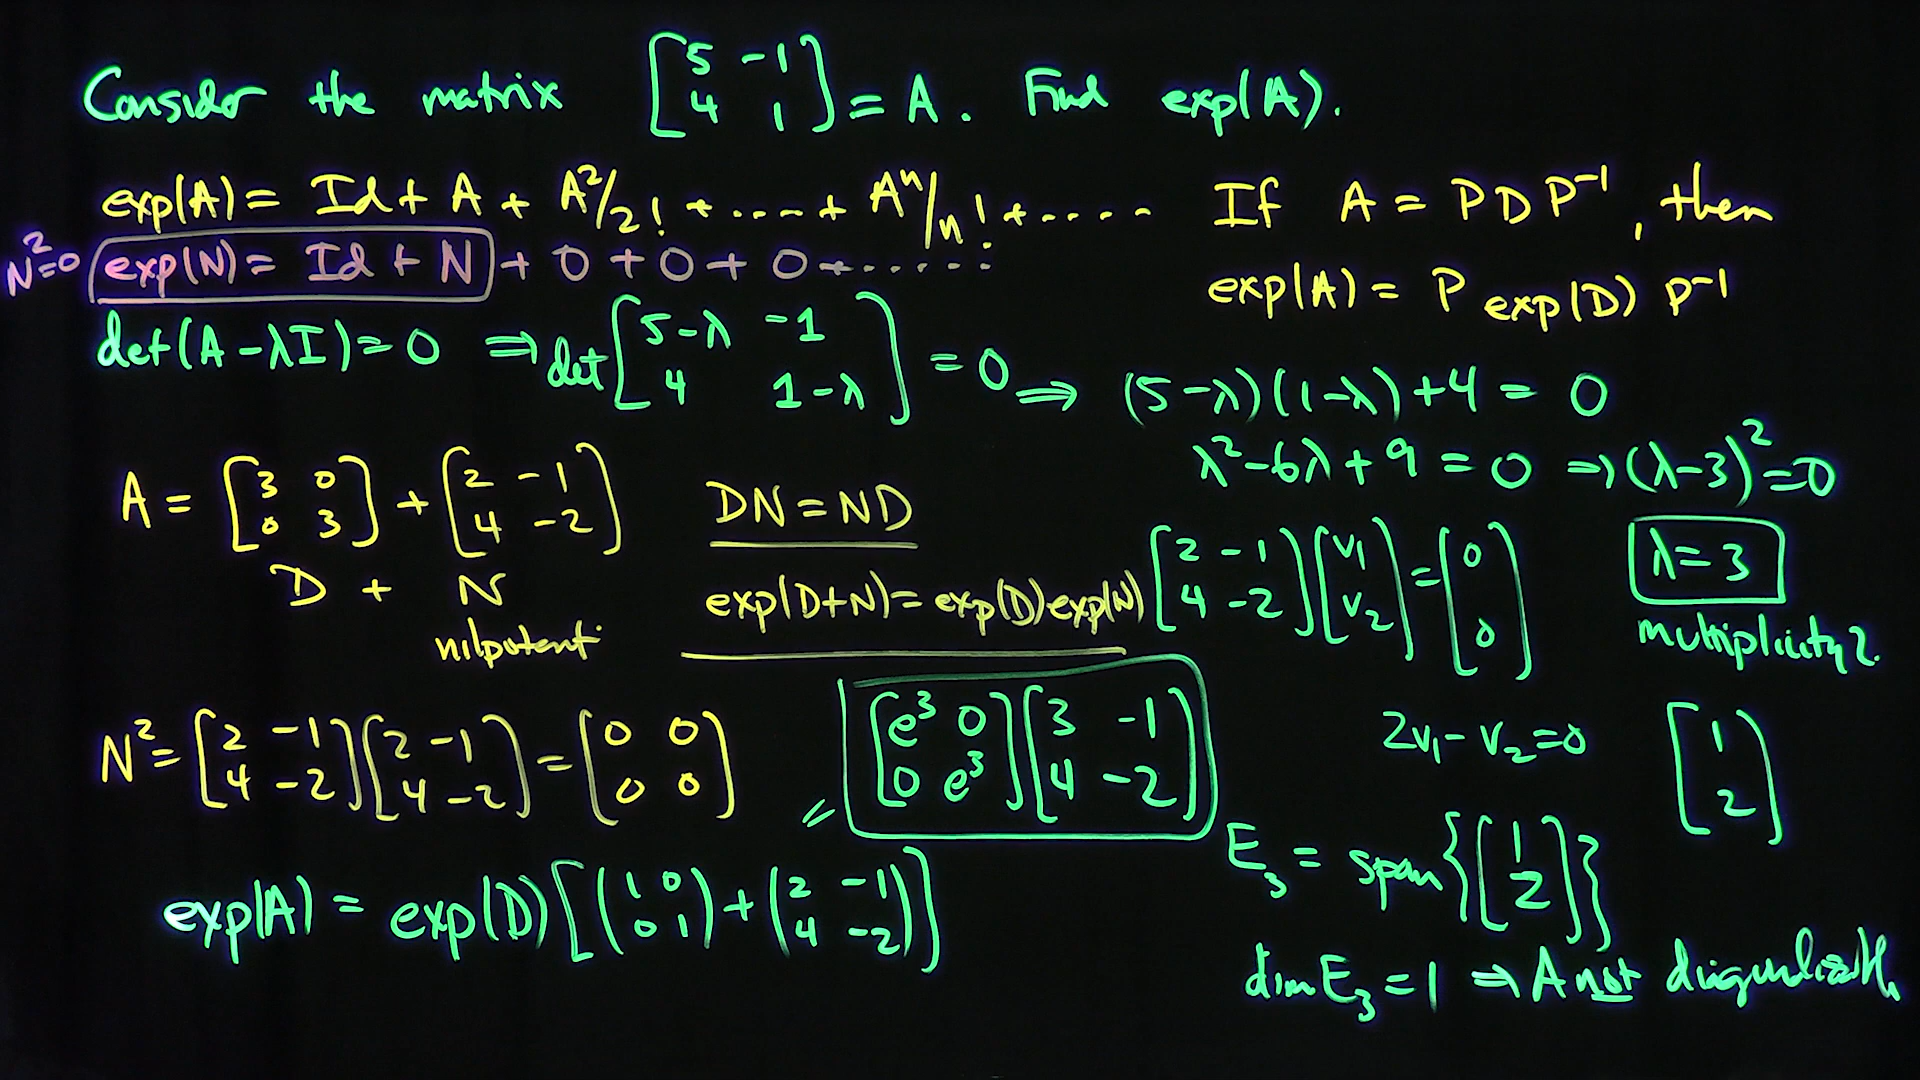 Consider the matrix [5 -1; 4 1] = A. Find exp(A).
exp(A) = Id + A + A²/2! + ---- + Aⁿ/n! + ----
If A = PDP⁻¹, then
N²=0 exp(N) = Id + N + 0 + 0 + 0 + ------
exp(A) = P exp(D) P⁻¹
det(A-λI) = 0 ⇒ det[5-λ -1; 4 1-λ] = 0 ⇒ (5-λ)(1-λ)+4 = 0
λ²-6λ+9 = 0 ⇒ (λ-3)²=0
λ=3
multiplicity 2.
A = [3 0; 0 3] + [2 -1; 4 -2]
D + N
nilpotent
DN = ND
exp(D+N) = exp(D)exp(N)
[2 -1; 4 -2][v₁; v₂] = [0; 0]
N² = [2 -1; 4 -2][2 -1; 4 -2] = [0 0; 0 0]
exp(A) = exp(D)[(1 0; 0 1) + (2 -1; 4 -2)]
= [e³ 0; 0 e³][3 -1; 4 -2]
2v₁ - v₂ = 0 [1; 2]
E₃ = span{[1; 2]}
dim E₃ = 1 ⇒ A not diagonalizable